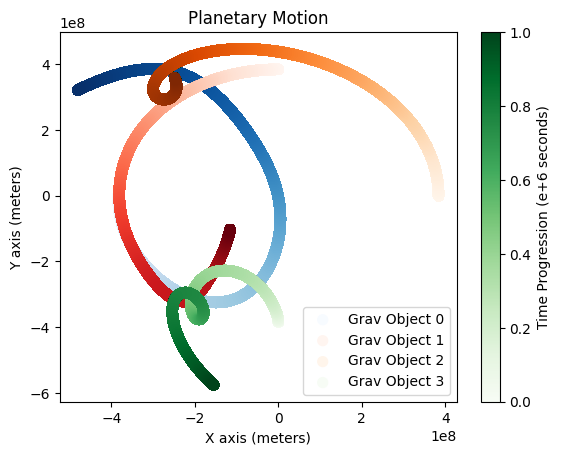 Planetary Motion
1e8
4
2
0
−2
−4
−6
Y axis (meters)
−4
−2
0
2
4
X axis (meters)
1e8
Grav Object 0
Grav Object 1
Grav Object 2
Grav Object 3
1.0
0.8
0.6
0.4
0.2
0.0
Time Progression (e+6 seconds)